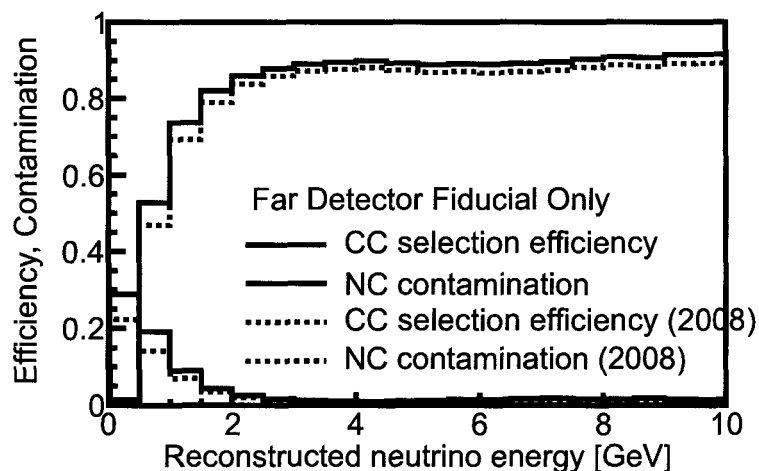 Efficiency, Contamination
1
0.8
0.6
0.4
0.2
0
Far Detector Fiducial Only
CC selection efficiency
NC contamination
CC selection efficiency (2008)
NC contamination (2008)
0 2 4 6 8 10
Reconstructed neutrino energy [GeV]